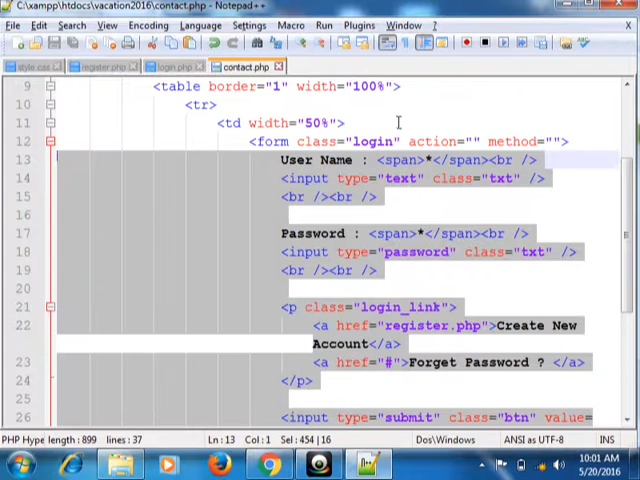 C:\xampp\htdocs\vacation2016\contact.php - Notepad++
File Edit Search View Encoding Language Settings Macro Run Plugins Window ? X
style.css register.php login.php contact.php
9 <table border="1" width="100%">
10 <tr>
11 <td width="50%">
12 <form class="login" action="" method="">
13 User Name : <span>*</span><br />
14 <input type="text" class="txt" />
15 <br /><br />
16
17 Password : <span>*</span><br />
18 <input type="password" class="txt" />
19 <br /><br />
20
21 <p class="login_link">
22 <a href="register.php">Create New
Account</a>
23 <a href="#">Forget Password ? </a>
24 </p>
25
26 <input type="submit" class="btn" value=
PHP Hype length : 899 lines : 37 Ln : 13 Col : 1 Sel : 454 | 16 Dos\Windows ANSI as UTF-8 INS
10:01 AM
5/20/2016